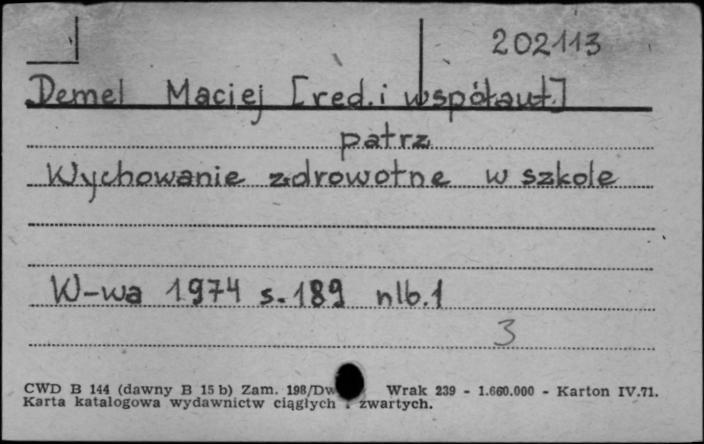 202113
Demel Maciej [red. i współaut.]
patrz
Wychowanie zdrowotne w szkole
W-wa 1974 s. 189 nlb. 1
3
CWD B 144 (dawny B 15 b) Zam. 198/Dw Wrak 239 - 1.660.000 - Karton IV.71.
Karta katalogowa wydawnictw ciągłych i zwartych.